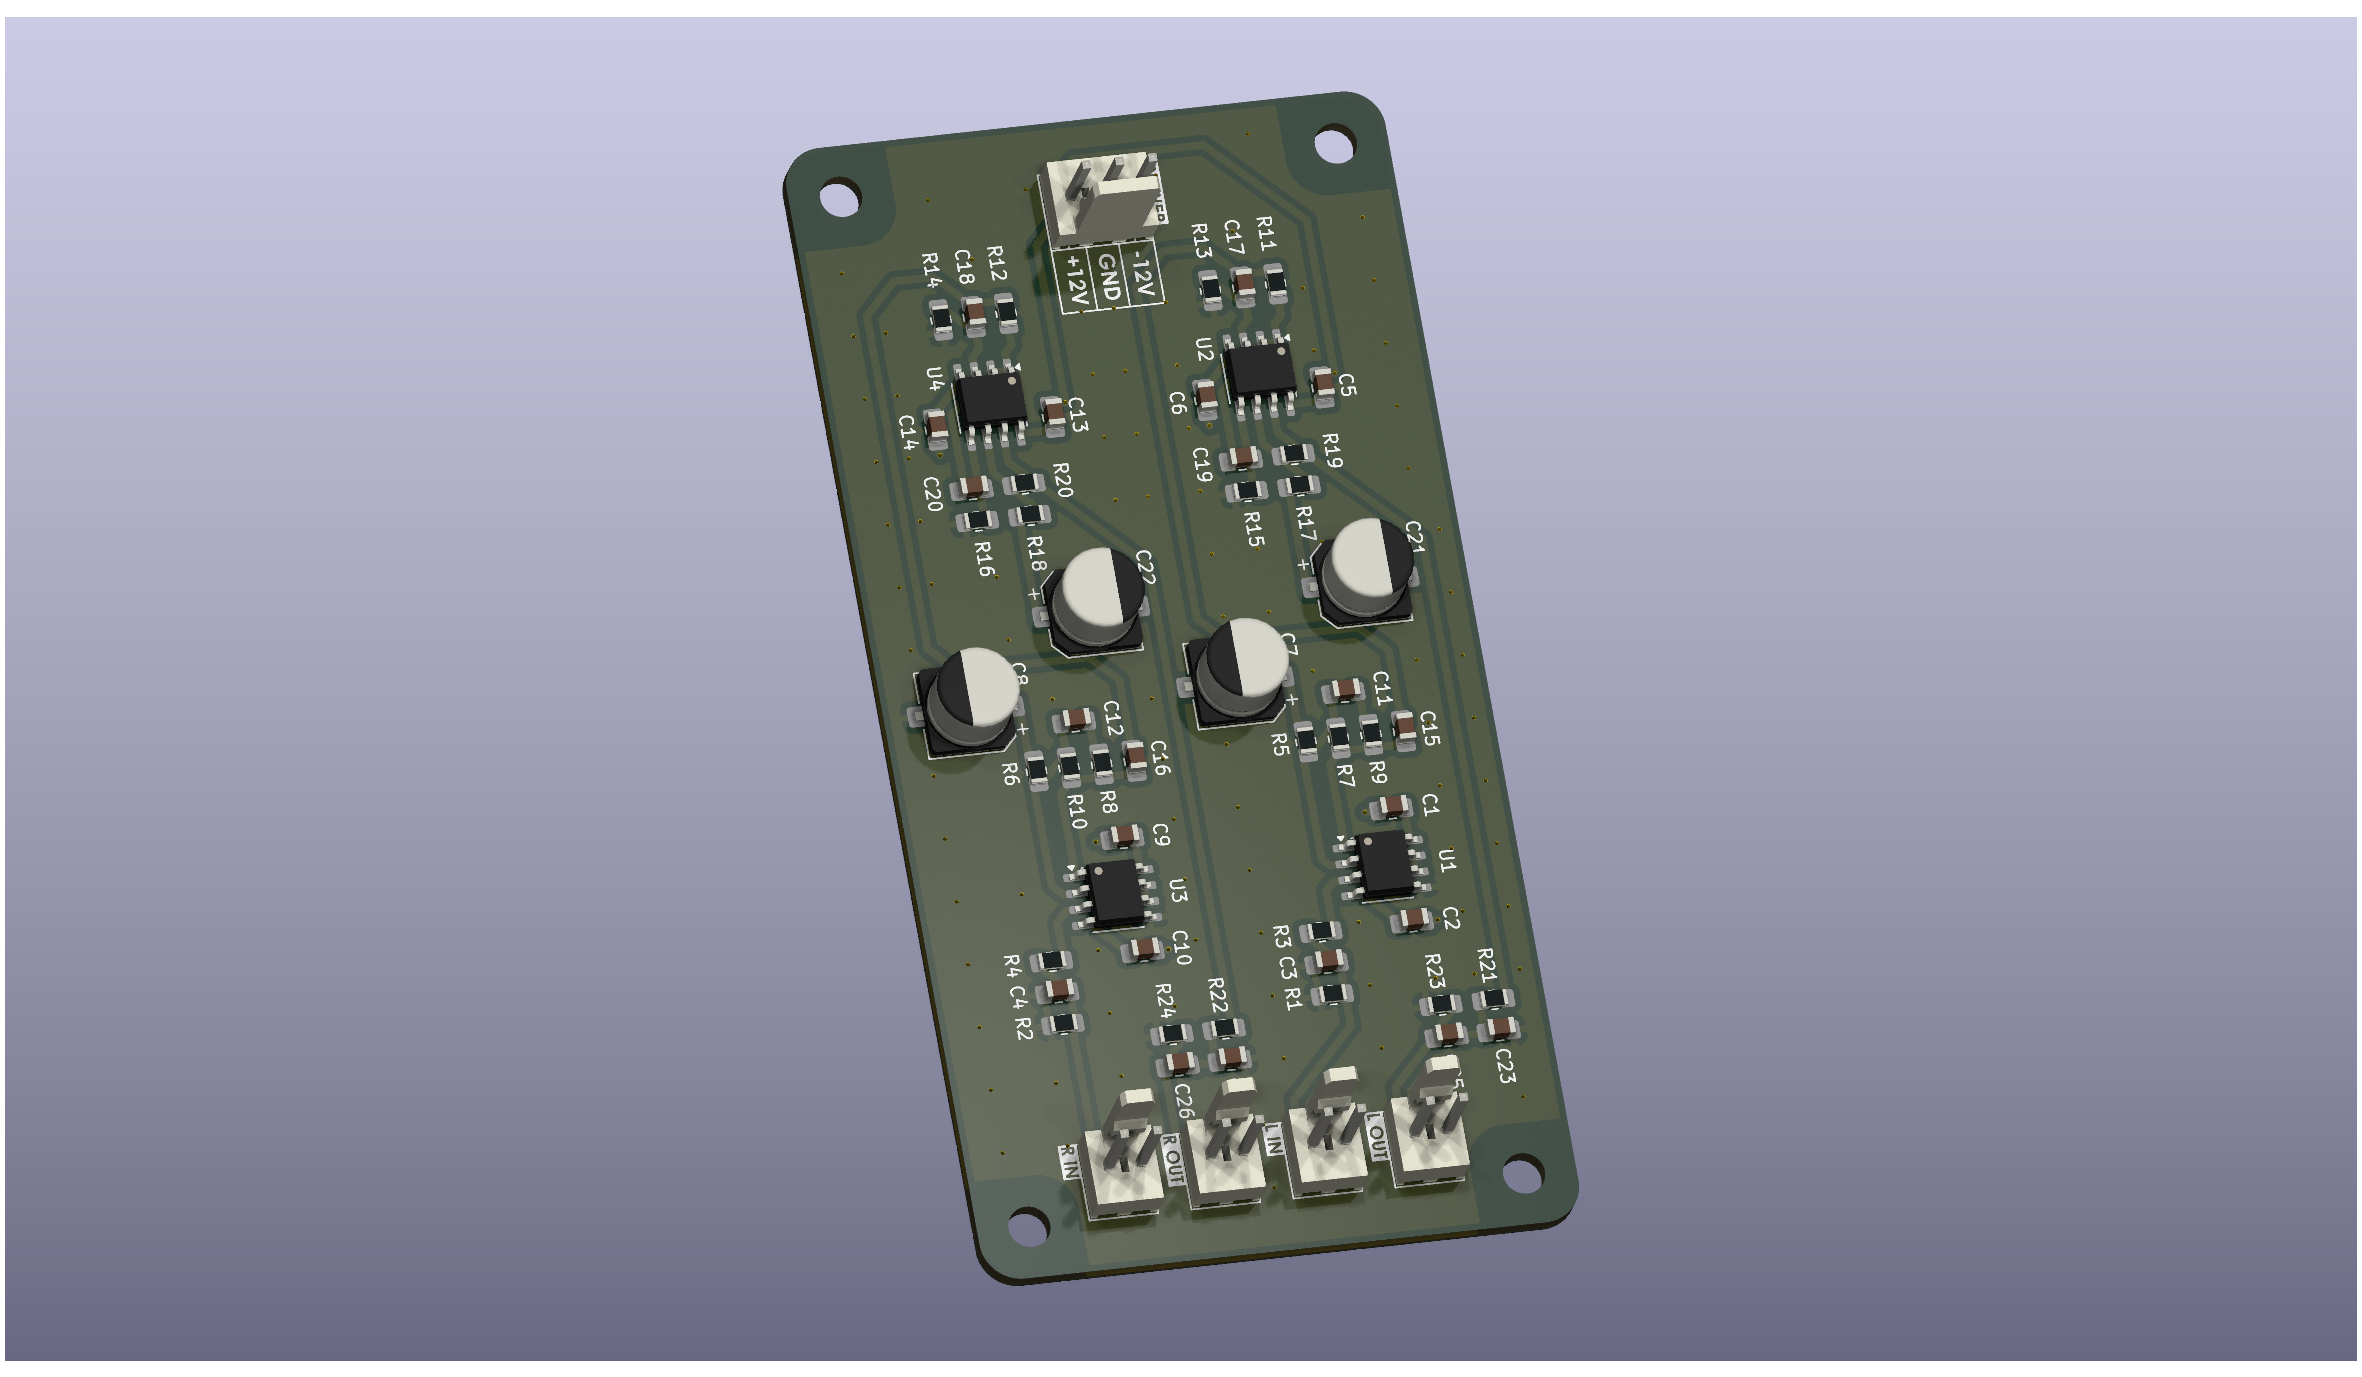 +12V
GND
-12V
R14
C18
R12
R13
C17
R11
U4
U2
C14
C13
C6
C5
C20
R20
C19
R19
R16
R18
R15
R17
C22
+
C21
+
C8
+
C7
+
C12
C16
C11
C15
R6
R10
R8
R5
R7
R9
C9
C1
U3
U1
C10
C2
R4
C4
R2
R3
C3
R1
R24
R22
R23
R21
C26
C23
R IN
R OUT
L IN
L OUT